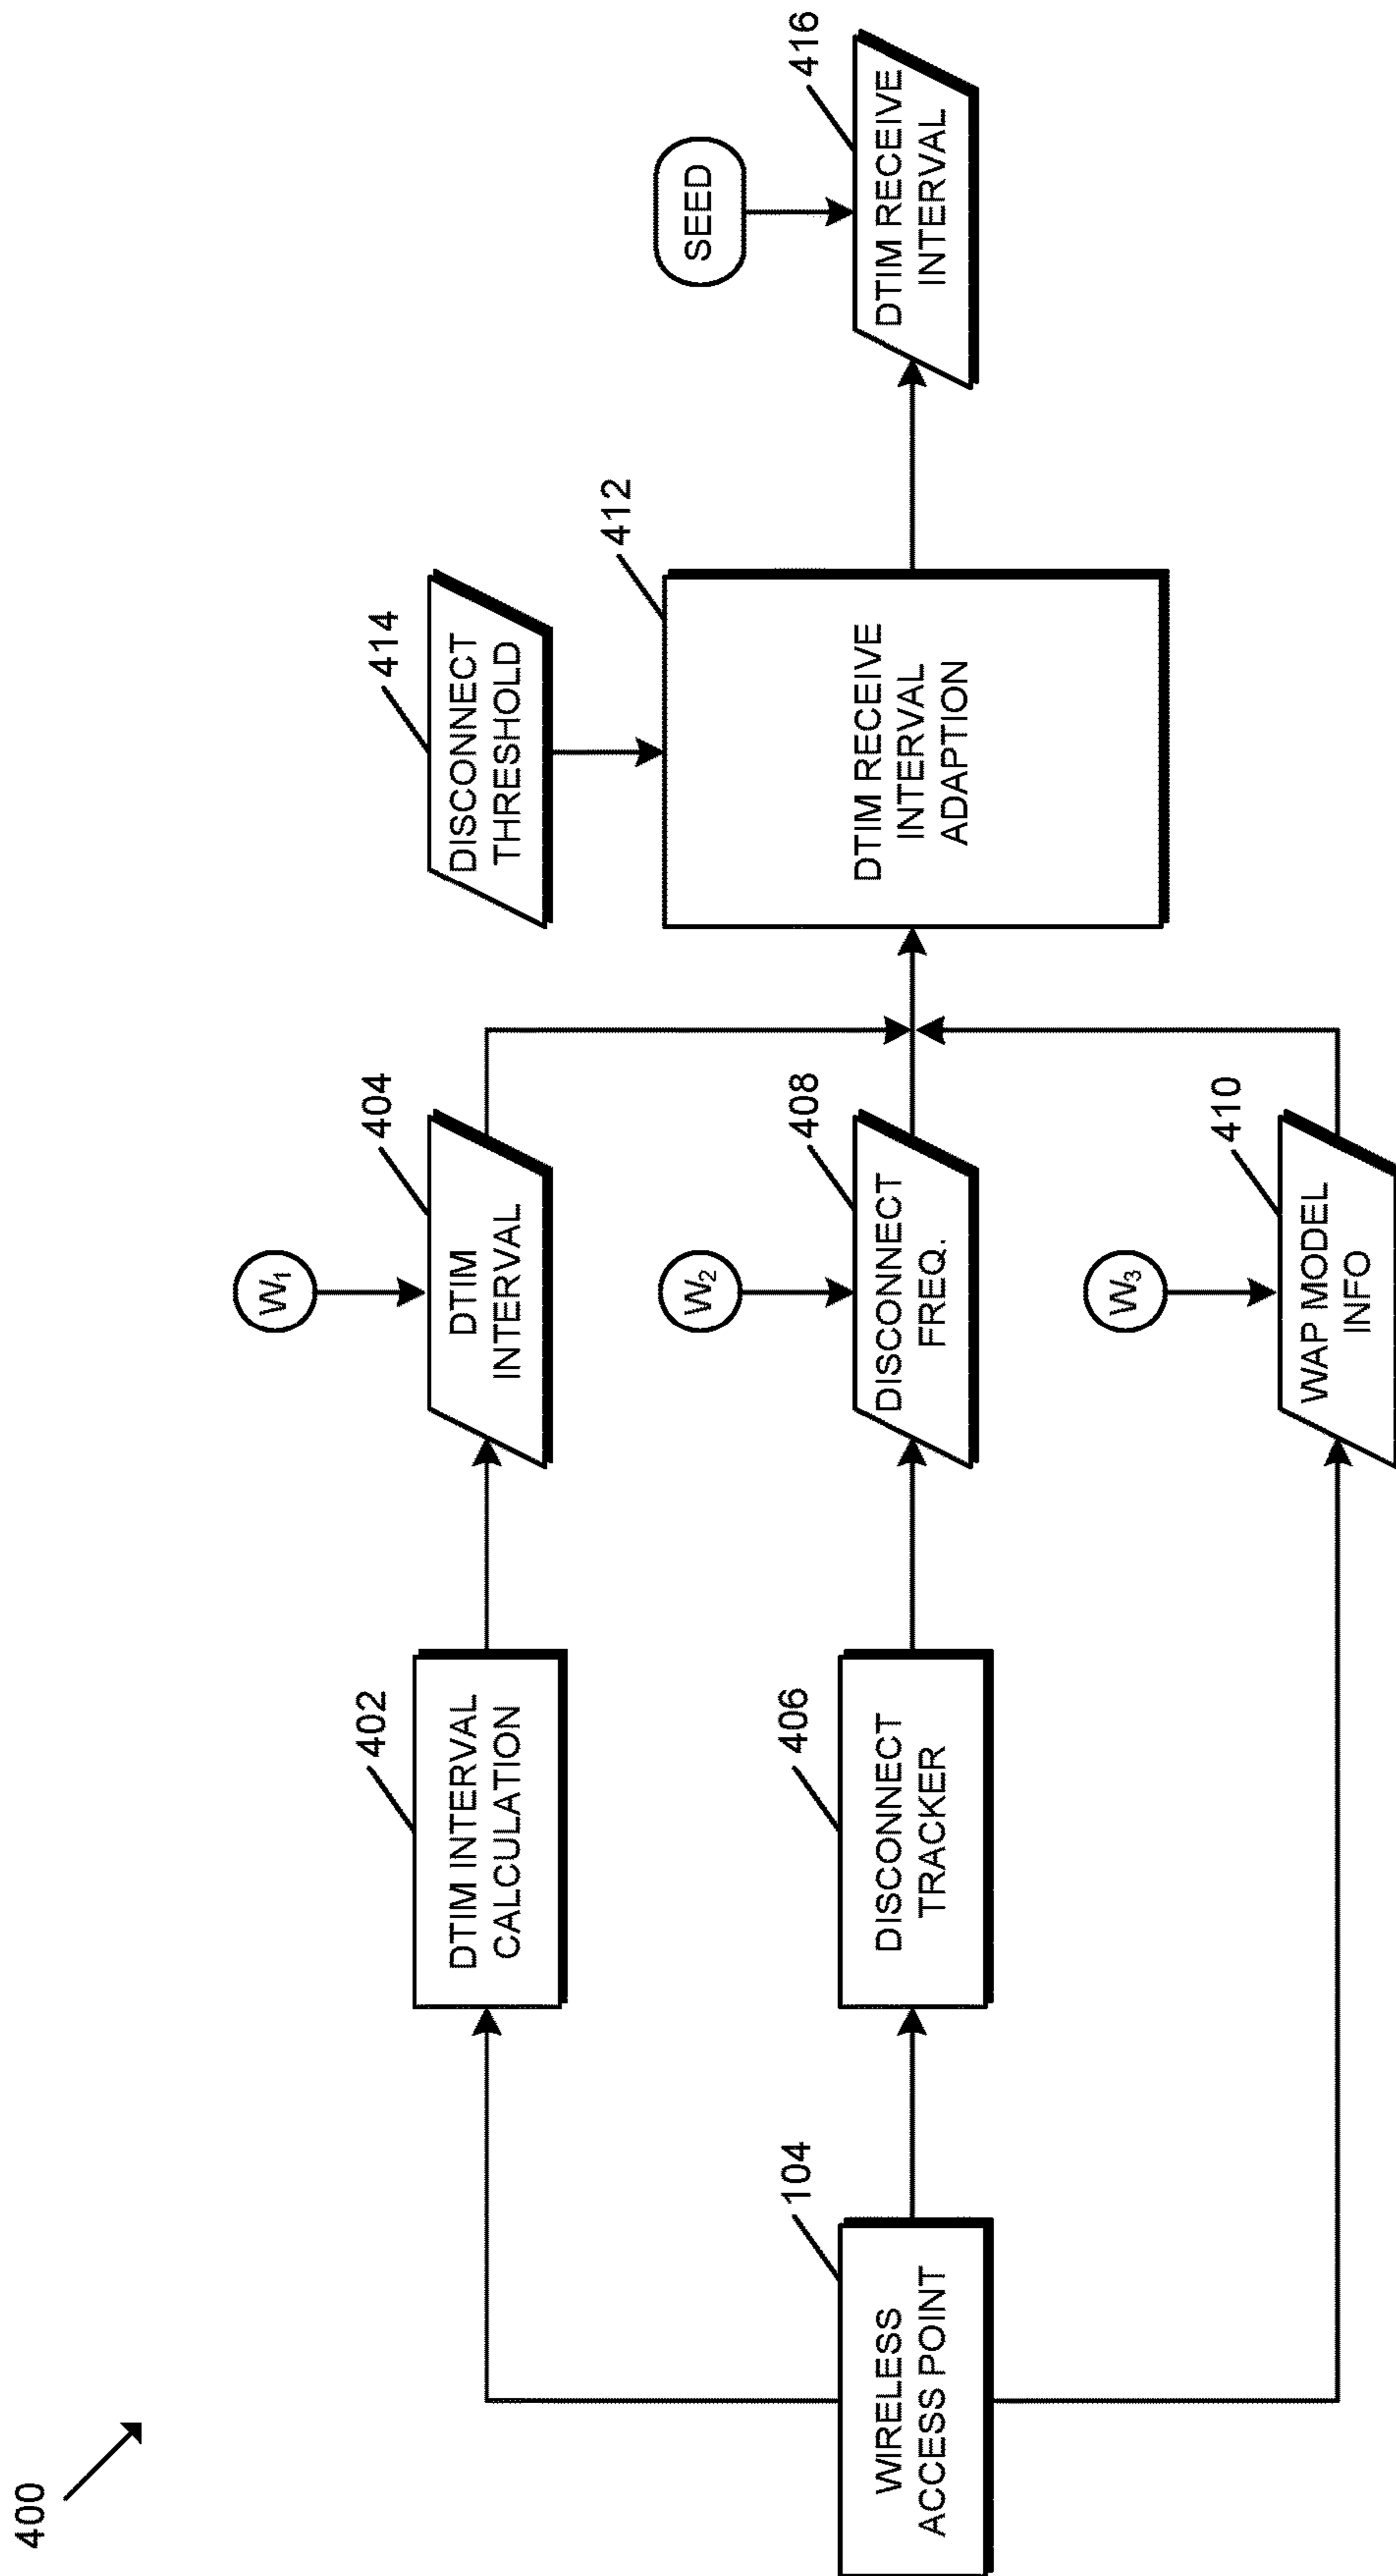 400
WIRELESS
ACCESS POINT
104
DTIM INTERVAL
CALCULATION
402
DISCONNECT
TRACKER
406
W₁
DTIM
INTERVAL
404
W₂
DISCONNECT
FREQ.
408
W₃
WAP MODEL
INFO
410
DISCONNECT
THRESHOLD
414
DTIM RECEIVE
INTERVAL
ADAPTION
412
SEED
DTIM RECEIVE
INTERVAL
416